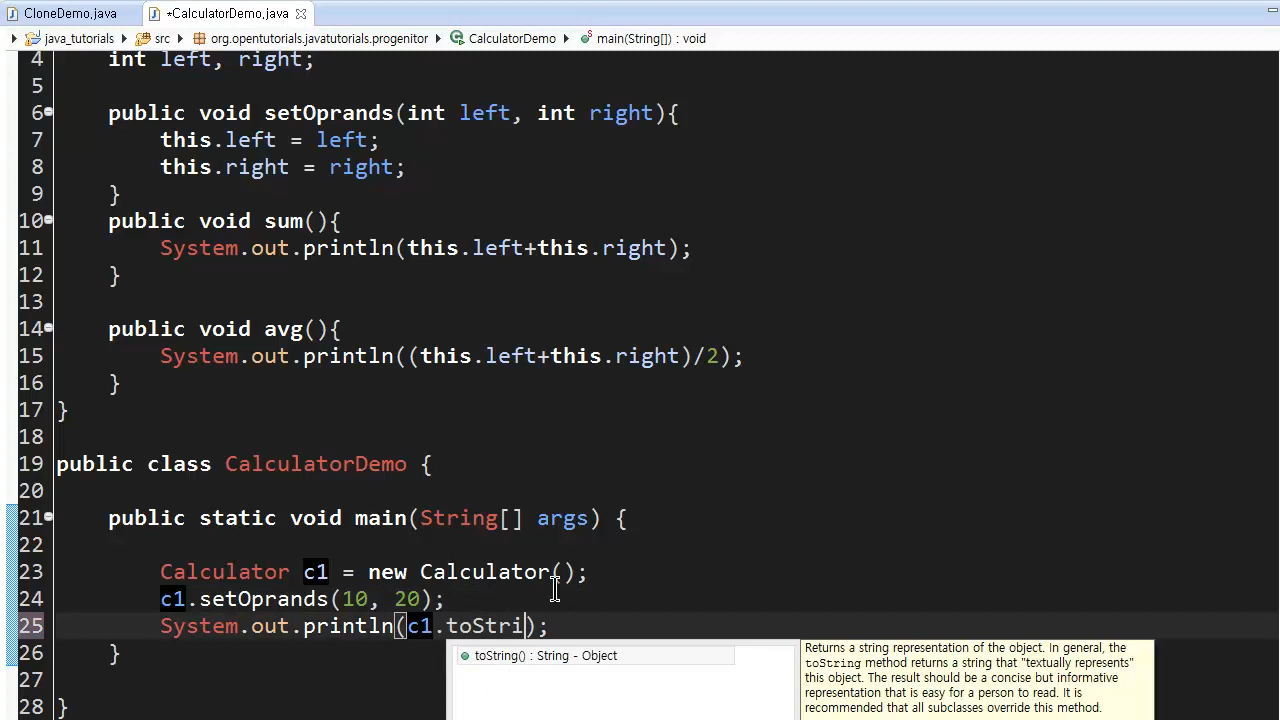 CloneDemo.java *CalculatorDemo.java
java_tutorials src org.opentutorials.javatutorials.progenitor CalculatorDemo main(String[]) : void
4 int left, right;
5
6 public void setOprands(int left, int right){
7 this.left = left;
8 this.right = right;
9 }
10 public void sum(){
11 System.out.println(this.left+this.right);
12 }
13
14 public void avg(){
15 System.out.println((this.left+this.right)/2);
16 }
17 }
18
19 public class CalculatorDemo {
20
21 public static void main(String[] args) {
22
23 Calculator c1 = new Calculator();
24 c1.setOprands(10, 20);
25 System.out.println(c1.toStri);
26 }
27
28 }
toString() : String - Object
Returns a string representation of the object. In general, the
toString method returns a string that "textually represents"
this object. The result should be a concise but informative
representation that is easy for a person to read. It is
recommended that all subclasses override this method.